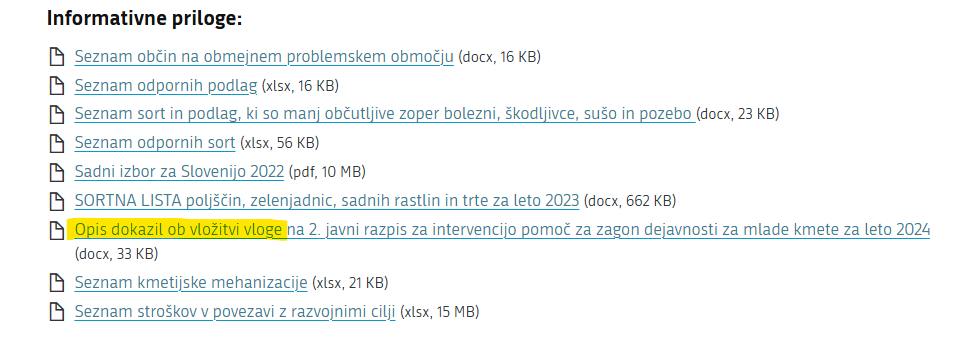 Informativne priloge:
Seznam občin na obmejnem problemskem območju (docx, 16 KB)
Seznam odpornih podlag (xlsx, 16 KB)
Seznam sort in podlag, ki so manj občutljive zoper bolezni, škodljivce, sušo in pozebo (docx, 23 KB)
Seznam odpornih sort (xlsx, 56 KB)
Sadni izbor za Slovenijo 2022 (pdf, 10 MB)
SORTNA LISTA poljščin, zelenjadnic, sadnih rastlin in trte za leto 2023 (docx, 662 KB)
Opis dokazil ob vložitvi vloge na 2. javni razpis za intervencijo pomoč za zagon dejavnosti za mlade kmete za leto 2024
(docx, 33 KB)
Seznam kmetijske mehanizacije (xlsx, 21 KB)
Seznam stroškov v povezavi z razvojnimi cilji (xlsx, 15 MB)